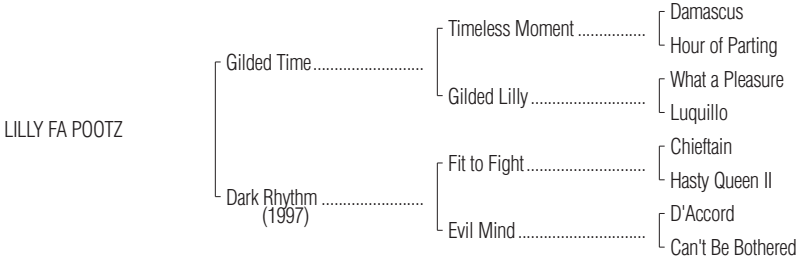 Damascus
Timeless Moment ................
Hour of Parting
Gilded Time..........................
What a Pleasure
Gilded Lilly...........................
Luquillo
LILLY FA POOTZ
Chieftain
Fit to Fight............................
Hasty Queen II
Dark Rhythm ........................
(1997)
D'Accord
Evil Mind..............................
Can't Be Bothered